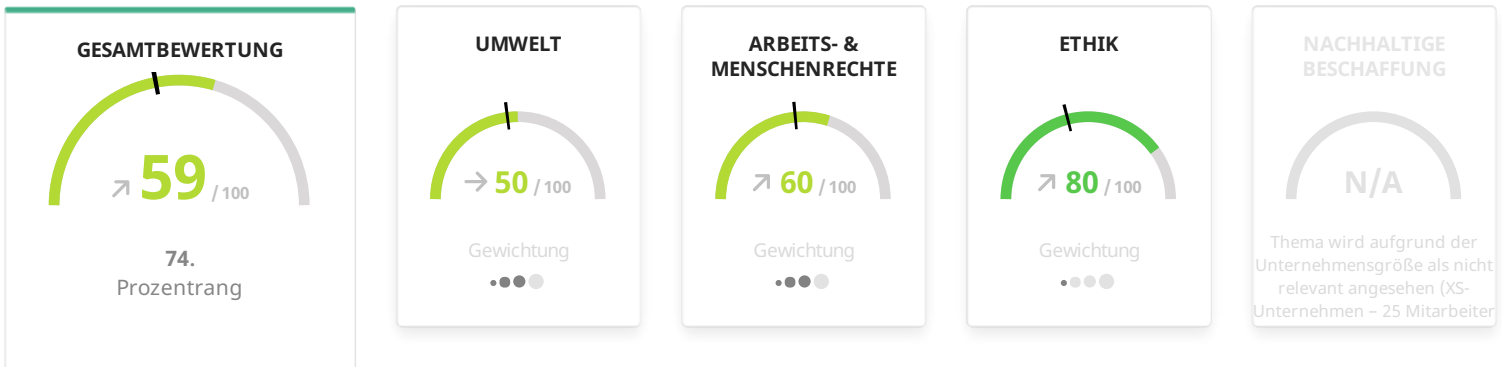 GESAMTBEWERTUNG
59 / 100
74.
Prozentrang
UMWELT
50 / 100
Gewichtung
ARBEITS- &
MENSCHENRECHTE
60 / 100
Gewichtung
ETHIK
80 / 100
Gewichtung
NACHHALTIGE
BESCHAFFUNG
N/A
Thema wird aufgrund der
Unternehmensgröße als nicht
relevant angesehen (XS-
Unternehmen – 25 Mitarbeiter